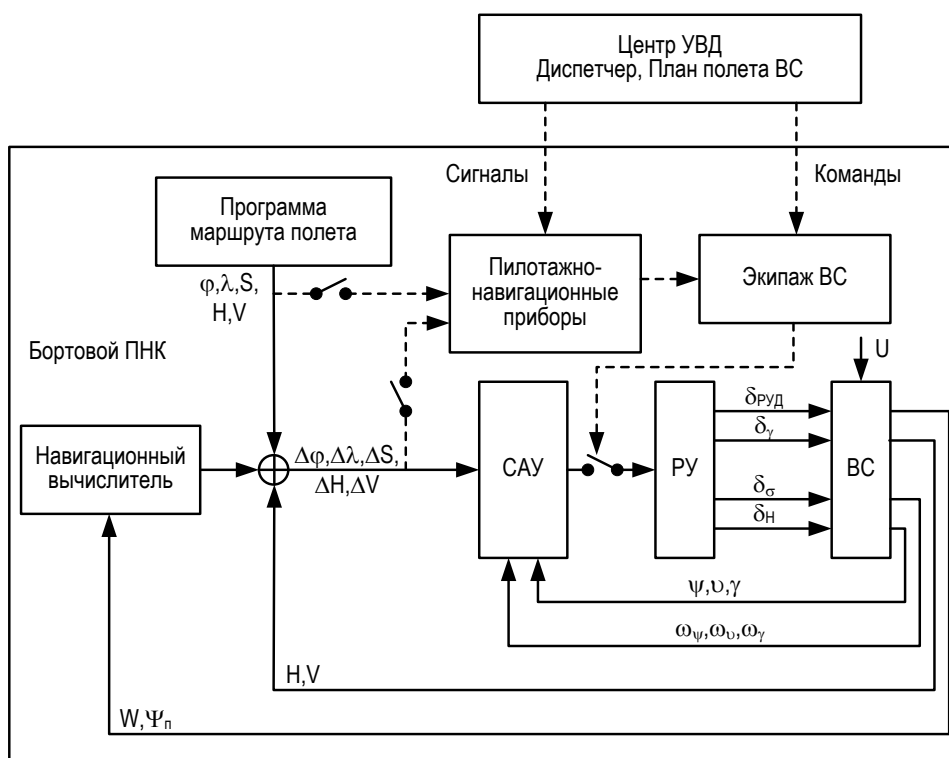 Центр УВД
Диспетчер, План полета ВС
Сигналы
Команды
Программа
маршрута полета
Пилотажно-
навигационные
приборы
Экипаж ВС
φ,λ,S,
H,V
Бортовой ПНК
U
Навигационный
вычислитель
Δφ,Δλ,ΔS,
ΔH,ΔV
САУ
РУ
δРУД
δγ
δσ
δН
ВС
ψ,υ,γ
ωψ,ωυ,ωγ
H,V
W,Ψп